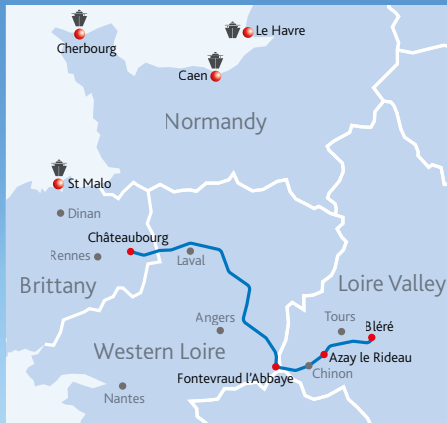 Cherbourg
Le Havre
Caen
Normandy
St Malo
Dinan
Châteaubourg
Rennes
Laval
Brittany
Loire Valley
Angers
Tours
Bléré
Western Loire
Azay le Rideau
Fontevraud l'Abbaye
Chinon
Nantes